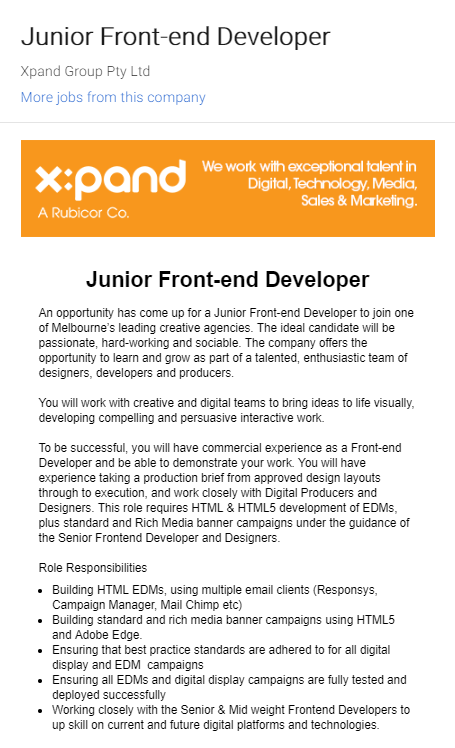 Junior Front-end Developer
Xpand Group Pty Ltd
More jobs from this company
x:pand
A Rubicor Co.
We work with exceptional talent in
Digital, Technology, Media,
Sales & Marketing.
Junior Front-end Developer
An opportunity has come up for a Junior Front-end Developer to join one
of Melbourne's leading creative agencies. The ideal candidate will be
passionate, hard-working and sociable. The company offers the
opportunity to learn and grow as part of a talented, enthusiastic team of
designers, developers and producers.
You will work with creative and digital teams to bring ideas to life visually,
developing compelling and persuasive interactive work.
To be successful, you will have commercial experience as a Front-end
Developer and be able to demonstrate your work. You will have
experience taking a production brief from approved design layouts
through to execution, and work closely with Digital Producers and
Designers. This role requires HTML & HTML5 development of EDMs,
plus standard and Rich Media banner campaigns under the guidance of
the Senior Frontend Developer and Designers.
Role Responsibilities
• Building HTML EDMs, using multiple email clients (Responsys,
Campaign Manager, Mail Chimp etc)
• Building standard and rich media banner campaigns using HTML5
and Adobe Edge.
• Ensuring that best practice standards are adhered to for all digital
display and EDM  campaigns
• Ensuring all EDMs and digital display campaigns are fully tested and
deployed successfully
• Working closely with the Senior & Mid weight Frontend Developers to
up skill on current and future digital platforms and technologies.